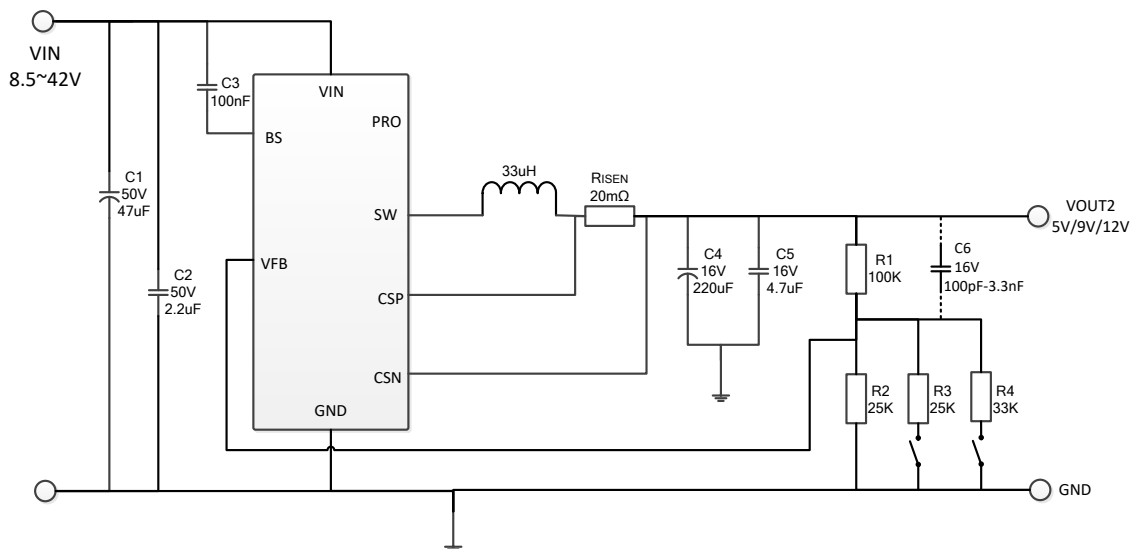 VIN
8.5~42V
C1
50V
47uF
C2
50V
2.2uF
C3
100nF
VIN
BS
PRO
SW
VFB
CSP
CSN
GND
33uH
RISEN
20mΩ
C4
16V
220uF
C5
16V
4.7uF
R1
100K
C6
16V
100pF-3.3nF
VOUT2
5V/9V/12V
R2
25K
R3
25K
R4
33K
GND